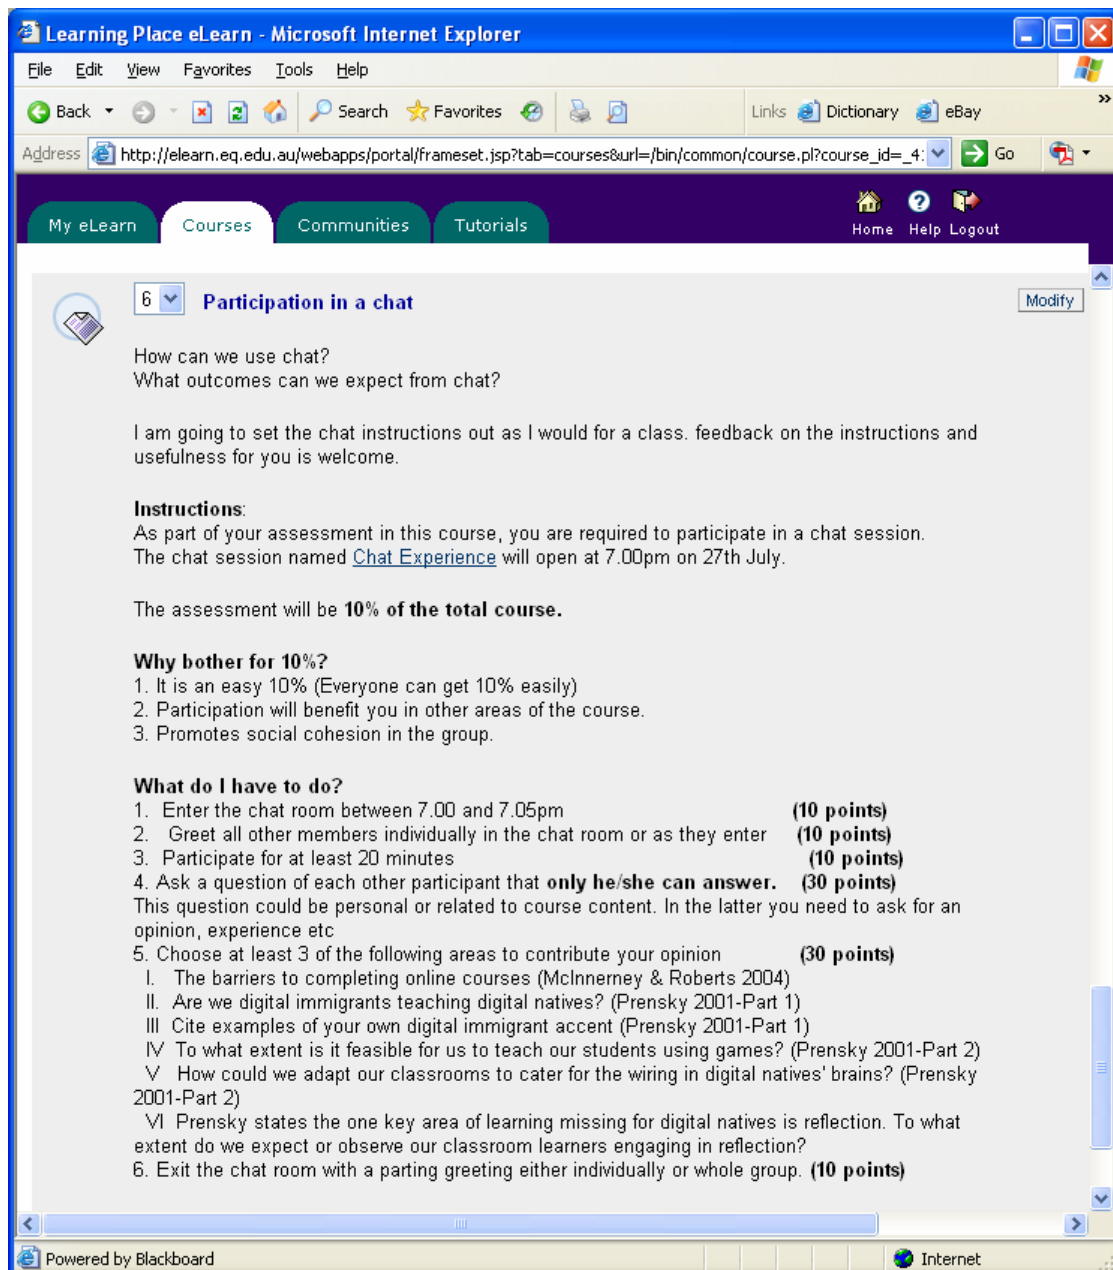 Learning Place eLearn - Microsoft Internet Explorer
File Edit View Favorites Tools Help
Back Search Favorites Links Dictionary eBay »
Address http://elearn.eq.edu.au/webapps/portal/frameset.jsp?tab=courses&url=/bin/common/course.pl?course_id=_4: Go
My eLearn Courses Communities Tutorials Home Help Logout
6 Participation in a chat Modify
How can we use chat?
What outcomes can we expect from chat?
I am going to set the chat instructions out as I would for a class. feedback on the instructions and
usefulness for you is welcome.
Instructions:
As part of your assessment in this course, you are required to participate in a chat session.
The chat session named Chat Experience will open at 7.00pm on 27th July.
The assessment will be 10% of the total course.
Why bother for 10%?
1. It is an easy 10% (Everyone can get 10% easily)
2. Participation will benefit you in other areas of the course.
3. Promotes social cohesion in the group.
What do I have to do?
1. Enter the chat room between 7.00 and 7.05pm (10 points)
2. Greet all other members individually in the chat room or as they enter (10 points)
3. Participate for at least 20 minutes (10 points)
4. Ask a question of each other participant that only he/she can answer. (30 points)
This question could be personal or related to course content. In the latter you need to ask for an
opinion, experience etc
5. Choose at least 3 of the following areas to contribute your opinion (30 points)
I. The barriers to completing online courses (McInnerney & Roberts 2004)
II. Are we digital immigrants teaching digital natives? (Prensky 2001-Part 1)
III Cite examples of your own digital immigrant accent (Prensky 2001-Part 1)
IV To what extent is it feasible for us to teach our students using games? (Prensky 2001-Part 2)
V How could we adapt our classrooms to cater for the wiring in digital natives' brains? (Prensky
2001-Part 2)
VI Prensky states the one key area of learning missing for digital natives is reflection. To what
extent do we expect or observe our classroom learners engaging in reflection?
6. Exit the chat room with a parting greeting either individually or whole group. (10 points)
Powered by Blackboard Internet